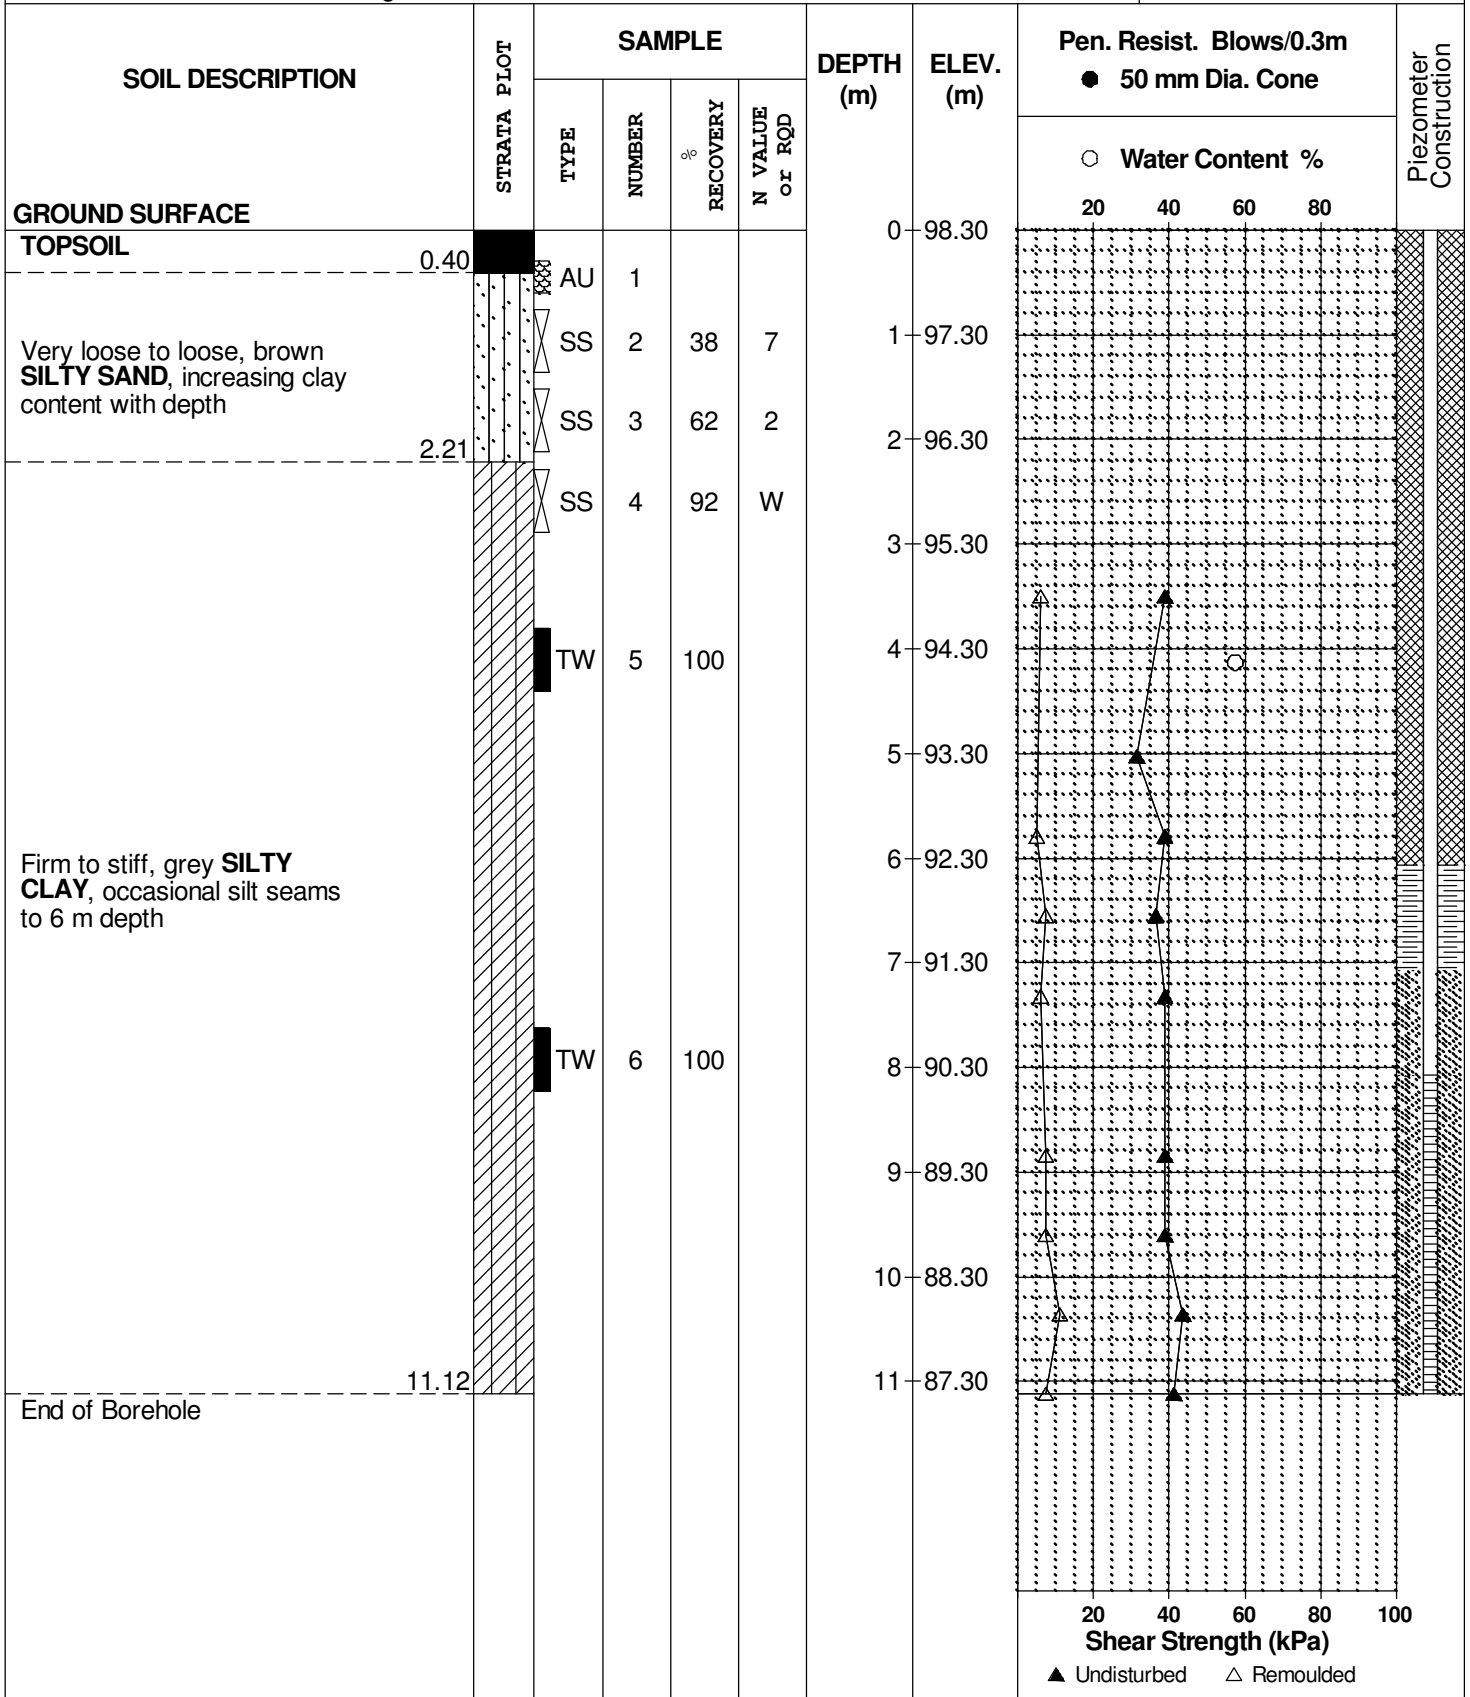 SOIL DESCRIPTION
STRATA PLOT
SAMPLE
TYPE
NUMBER
%
RECOVERY
N VALUE
or RQD
DEPTH
(m)
ELEV.
(m)
Pen. Resist. Blows/0.3m
● 50 mm Dia. Cone
○ Water Content %
Piezometer
Construction
20 40 60 80
GROUND SURFACE
0 98.30
TOPSOIL
0.40
AU 1
Very loose to loose, brown
SILTY SAND, increasing clay
content with depth
SS 2 38 7
1 97.30
SS 3 62 2
2 96.30
2.21
SS 4 92 W
3 95.30
TW 5 100
4 94.30
5 93.30
Firm to stiff, grey SILTY
CLAY, occasional silt seams
to 6 m depth
6 92.30
7 91.30
TW 6 100
8 90.30
9 89.30
10 88.30
11 87.30
11.12
End of Borehole
20 40 60 80 100
Shear Strength (kPa)
▲ Undisturbed △ Remoulded